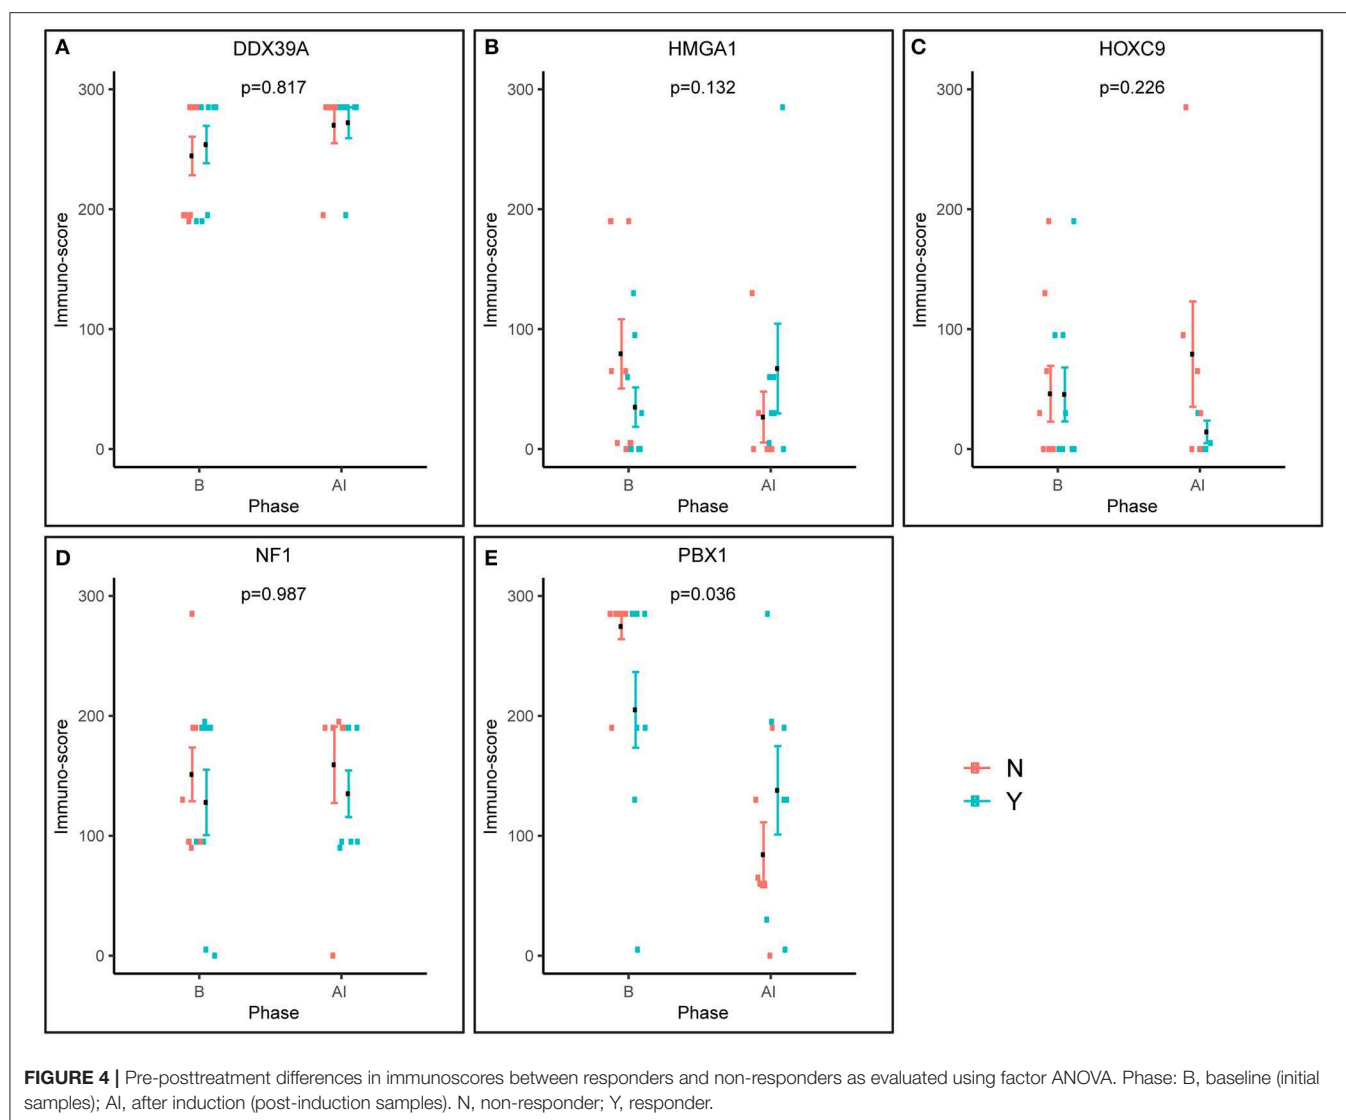 A
DDX39A
p=0.817
300
200
100
0
Immuno-score
B
AI
Phase
B
HMGA1
p=0.132
300
200
100
0
Immuno-score
B
AI
Phase
C
HOXC9
p=0.226
300
200
100
0
Immuno-score
B
AI
Phase
D
NF1
p=0.987
300
200
100
0
Immuno-score
B
AI
Phase
E
PBX1
p=0.036
300
200
100
0
Immuno-score
B
AI
Phase
N
Y
FIGURE 4 | Pre-posttreatment differences in immunoscores between responders and non-responders as evaluated using factor ANOVA. Phase: B, baseline (initial
samples); AI, after induction (post-induction samples). N, non-responder; Y, responder.